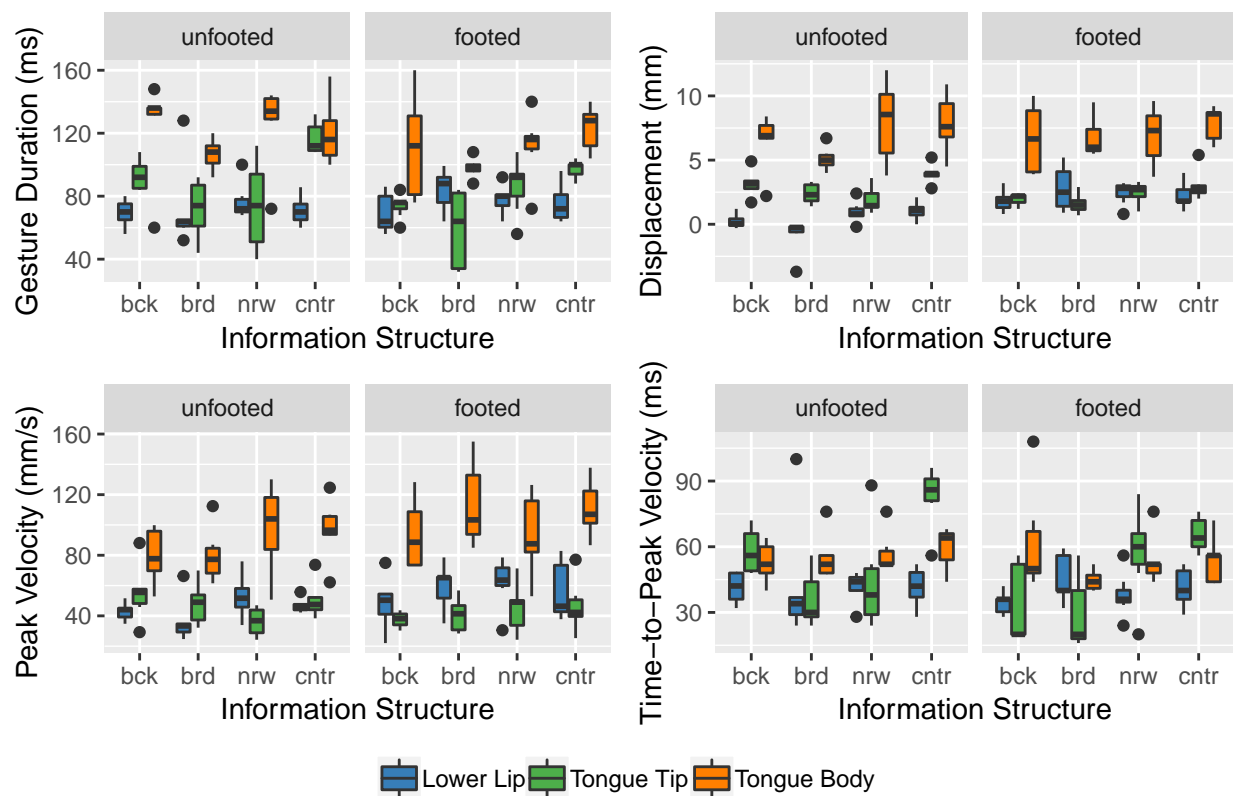 unfooted footed
Gesture Duration (ms)
160
120
80
40
bck brd nrw cntr bck brd nrw cntr
Information Structure
unfooted footed
Displacement (mm)
10
5
0
bck brd nrw cntr bck brd nrw cntr
Information Structure
unfooted footed
Peak Velocity (mm/s)
160
120
80
40
bck brd nrw cntr bck brd nrw cntr
Information Structure
unfooted footed
Time−to−Peak Velocity (ms)
90
60
30
bck brd nrw cntr bck brd nrw cntr
Information Structure
Lower Lip Tongue Tip Tongue Body